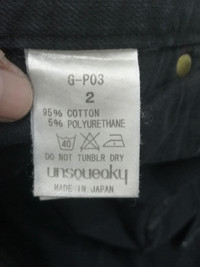 G-P03
2
95% COTTON
5% POLYURETHANE
40
DO NOT TUNBLR DRY
unsqueaky
MADE IN JAPAN